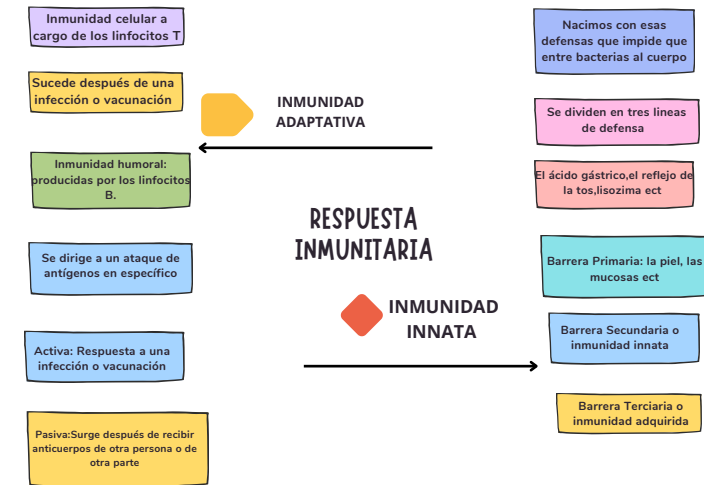 Inmunidad celular a
cargo de los linfocitos T
Sucede después de una
infección o vacunación
Inmunidad humoral:
producidas por los linfocitos
B.
Se dirige a un ataque de
antígenos en específico
Activa: Respuesta a una
infección o vacunación
Pasiva:Surge después de recibir
anticuerpos de otra persona o de
otra parte
INMUNIDAD
ADAPTATIVA
RESPUESTA
INMUNITARIA
INMUNIDAD
INNATA
Nacimos con esas
defensas que impide que
entre bacterias al cuerpo
Se dividen en tres lineas
de defensa
El ácido gástrico,el reflejo de
la tos,lisozima ect
Barrera Primaria: la piel, las
mucosas ect
Barrera Secundaria o
inmunidad innata
Barrera Terciaria o
inmunidad adquirida